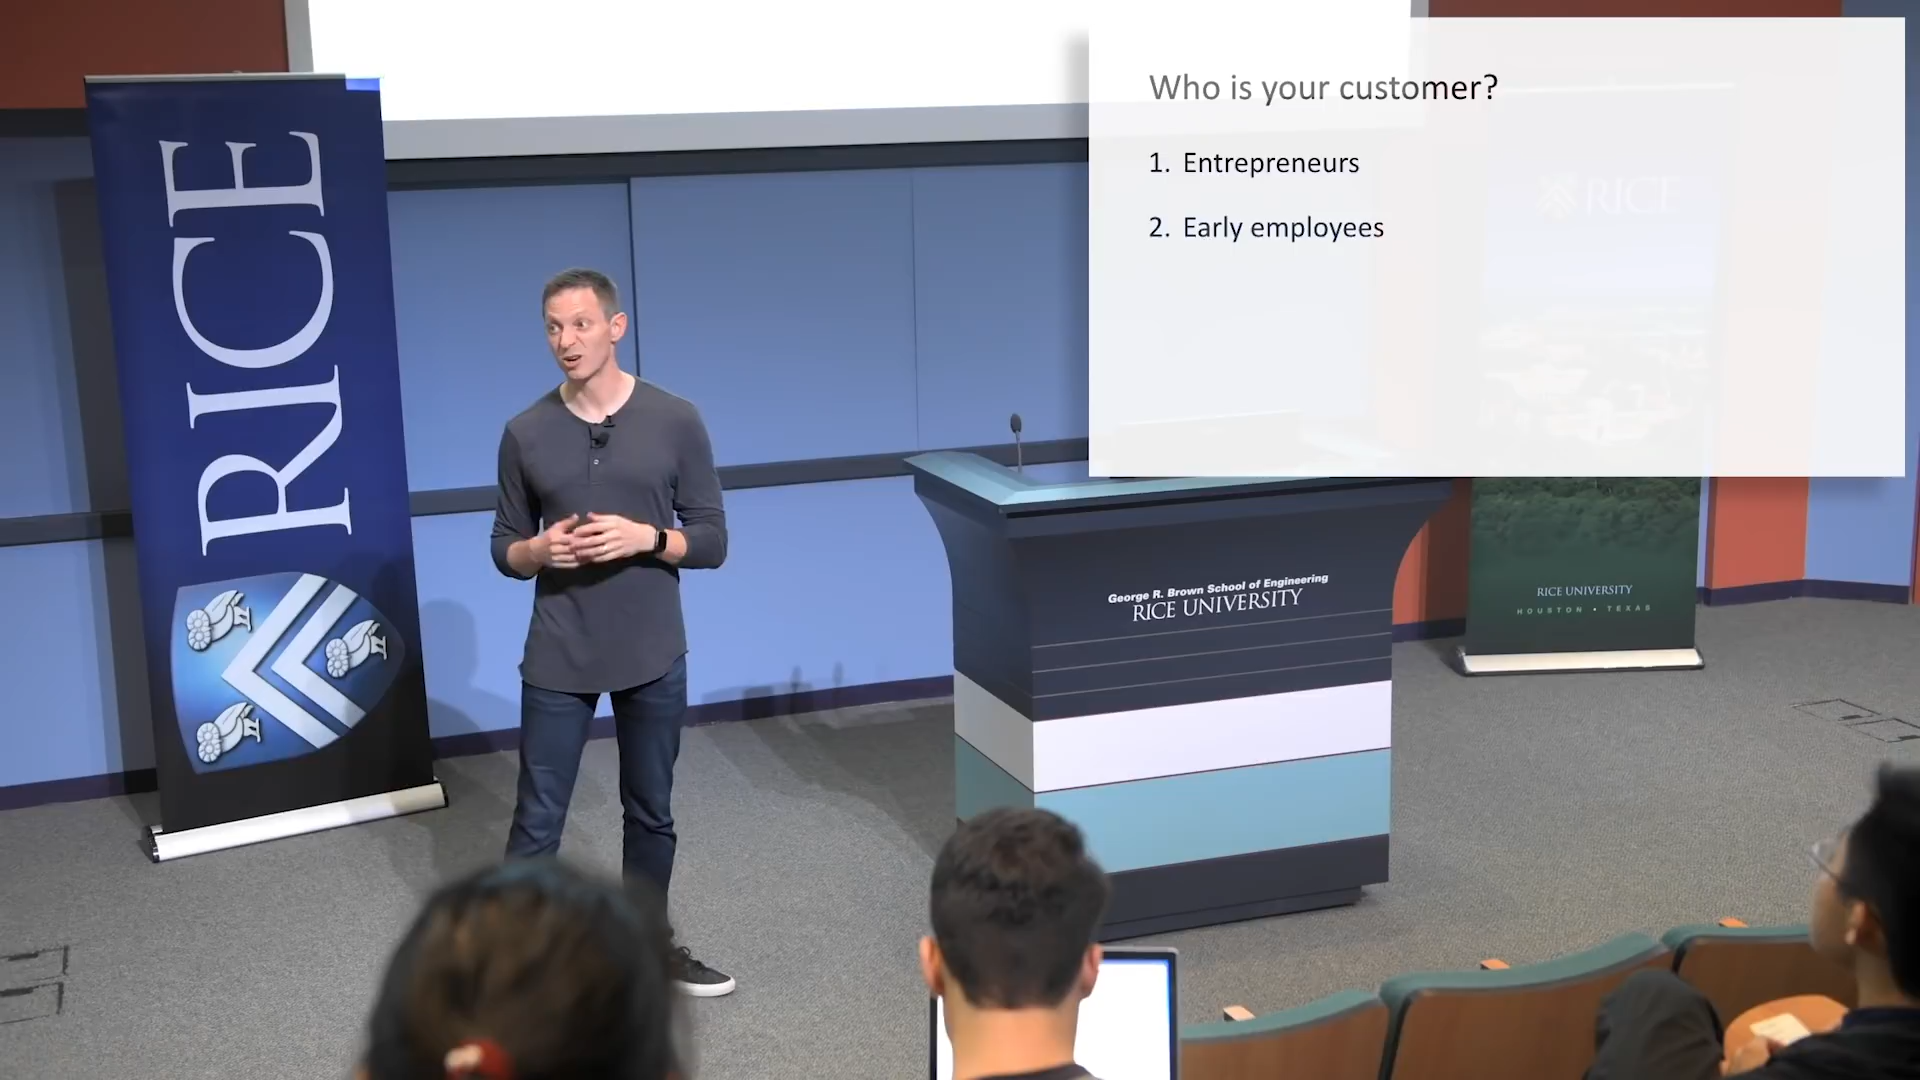 Who is your customer?
1. Entrepreneurs
2. Early employees
RICE
RICE
George R. Brown School of Engineering
RICE UNIVERSITY
RICE UNIVERSITY
HOUSTON • TEXAS